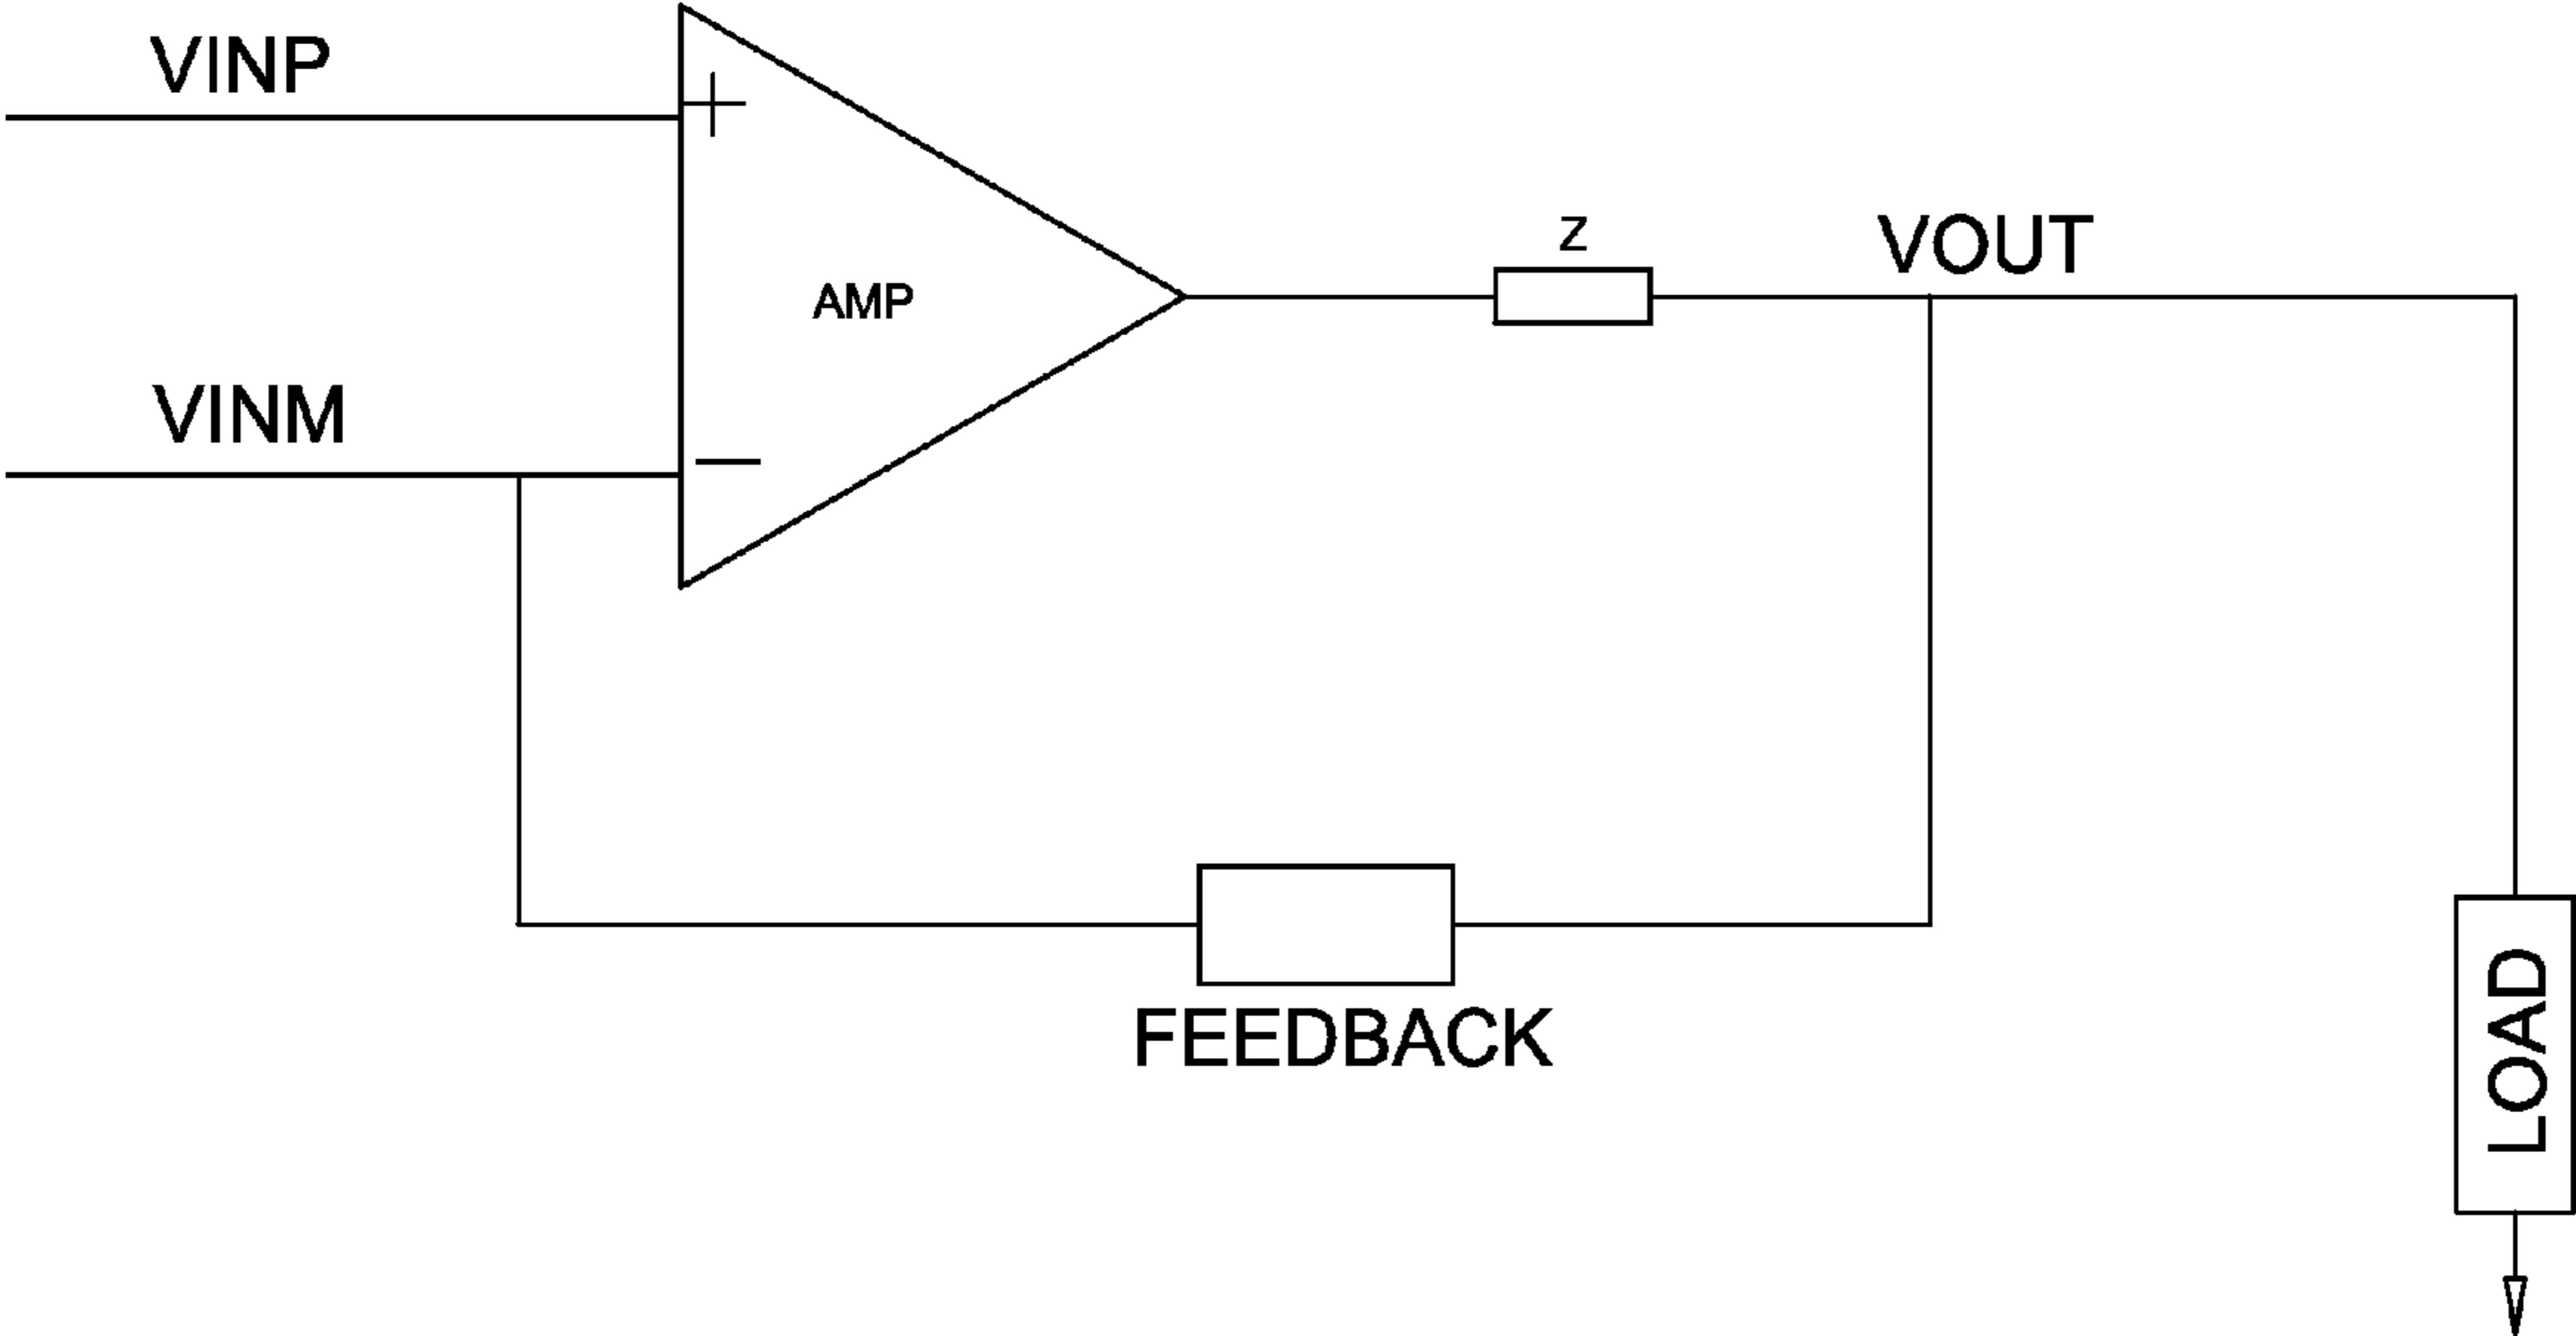 VINP
+
AMP
Z
VOUT
VINM
—
FEEDBACK
LOAD